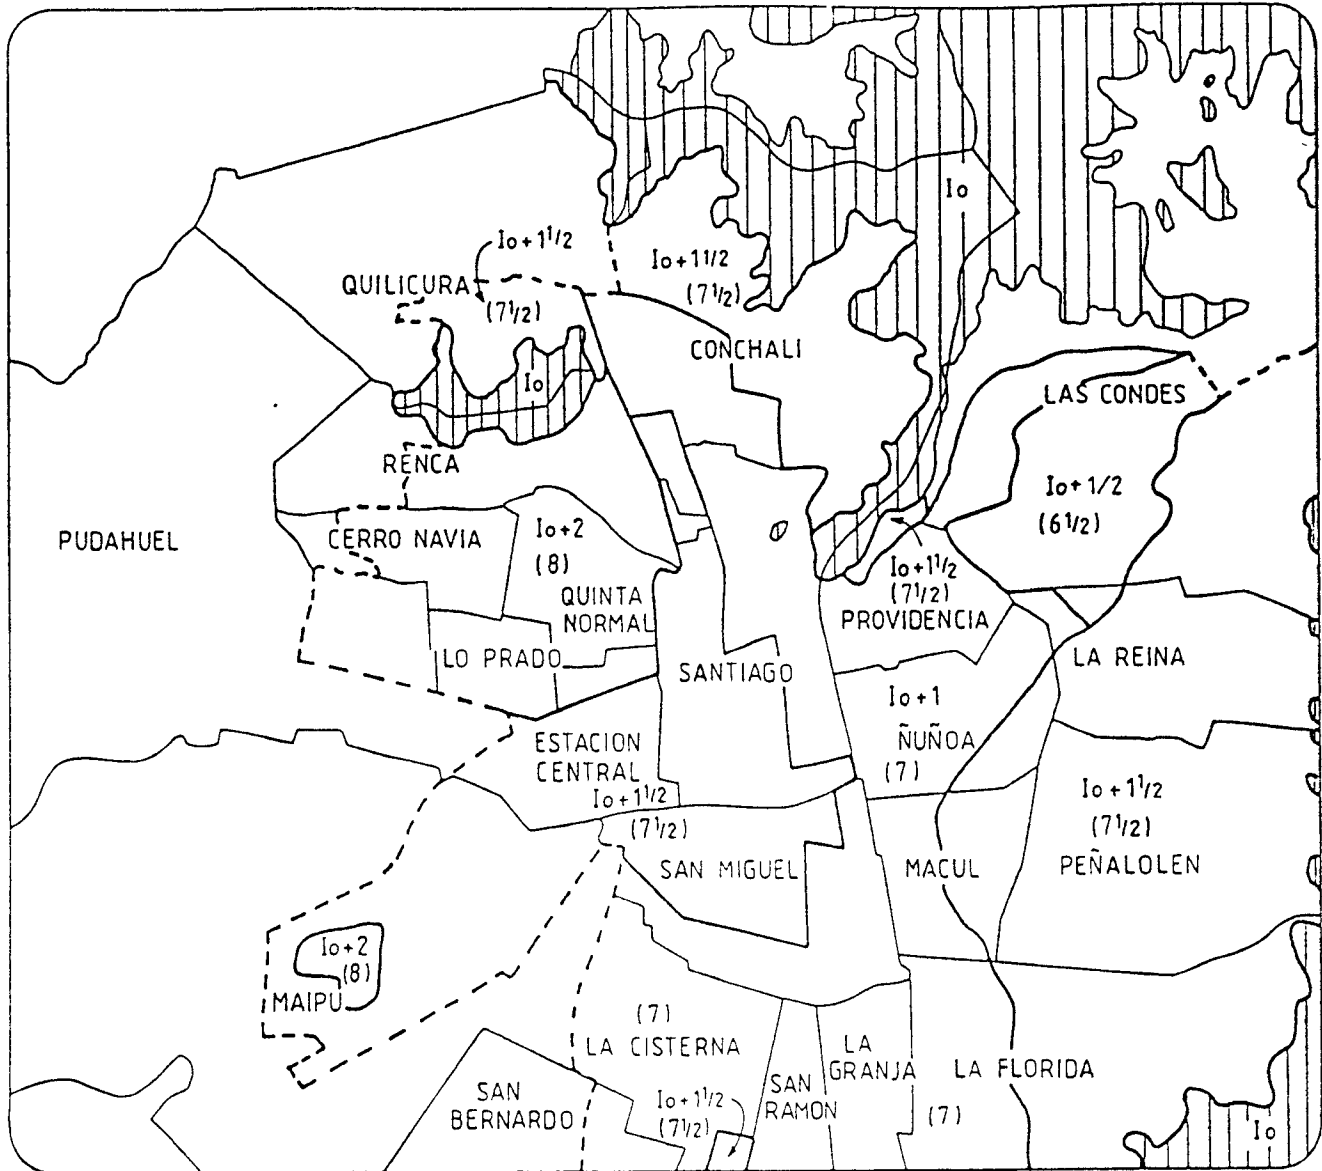 Io
Io + 1 1/2
Io + 1 1/2
QUILICURA
(7 1/2)
(7 1/2)
CONCHALI
Io
LAS CONDES
RENCA
Io + 1/2
(6 1/2)
PUDAHUEL
CERRO NAVIA
Io + 2
(8)
Io + 1 1/2
(7 1/2)
QUINTA
NORMAL
PROVIDENCIA
LO PRADO
SANTIAGO
LA REINA
Io + 1
ÑUÑOA
(7)
ESTACION
CENTRAL
Io + 1 1/2
(7 1/2)
Io + 1 1/2
(7 1/2)
PEÑALOLEN
SAN MIGUEL
MACUL
Io + 2
(8)
MAIPU
(7)
LA CISTERNA
LA
GRANJA
LA FLORIDA
SAN
BERNARDO
Io + 1 1/2
(7 1/2)
SAN
RAMON
(7)
Io